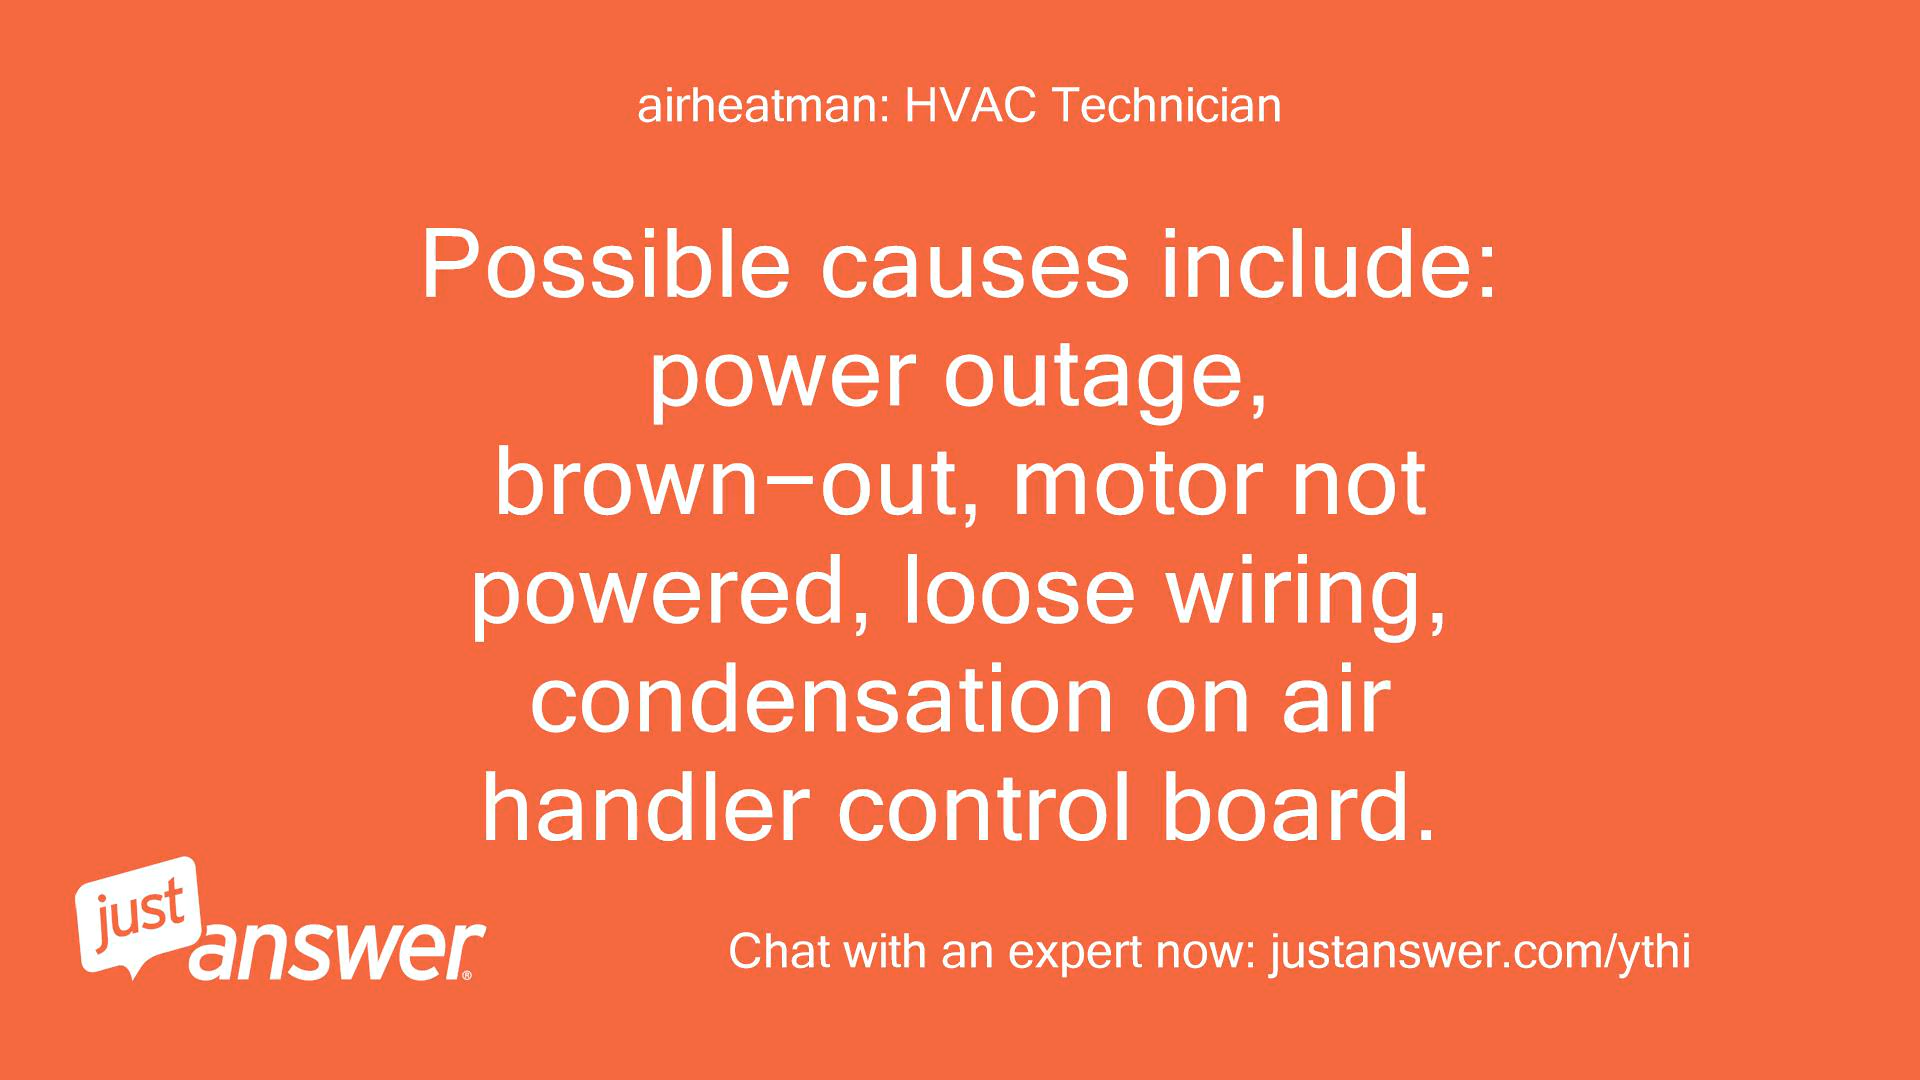 airheatman: HVAC Technician
Possible causes include:
power outage,
brown-out, motor not
powered, loose wiring,
condensation on air
handler control board.
just
answer®
Chat with an expert now: justanswer.com/ythi